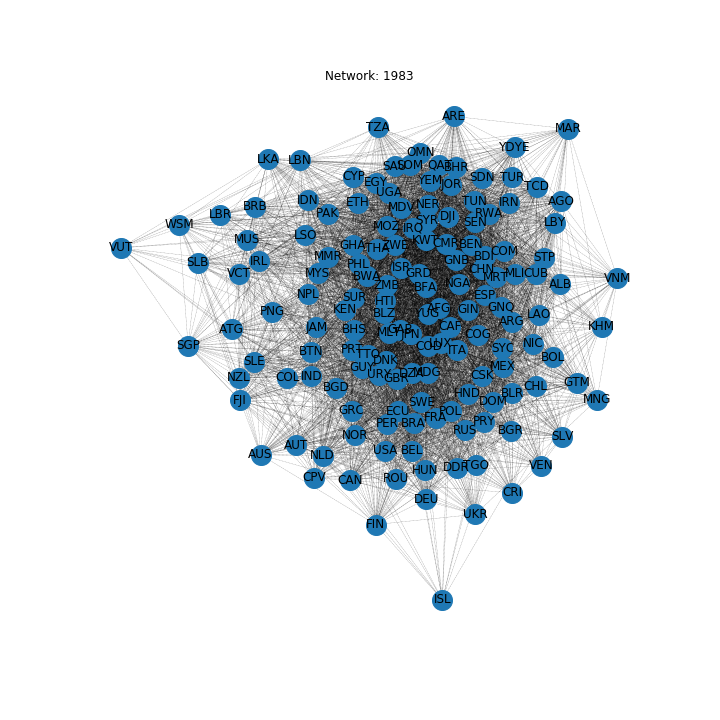 Network: 1983
ARE
TZA
MAR
YDYE
OMN
LKA
LBN
SAU
SOM
QAT
BHR
CYP
EGY
YEM
JOR
SDN
TUR
TCD
UGA
IDN
ETH
MDV
NER
TUN
IRN
AGO
BRB
PAK
LBR
SYR
DJI
RWA
SEN
LBY
WSM
MOZ
IRQ
LSO
MUS
KWT
VUT
GHA
THA
ZWE
CMR
BEN
MMR
COM
STP
SLB
IRL
PHL
GNB
BDI
VCT
MYS
BWA
ISR
GRD
CHN
MRT
MLI
CUB
VNM
NPL
ZMB
BFA
NGA
ALB
SUR
HTI
ESP
PNG
KEN
BLZ
YUG
GIN
GNQ
LAO
ATG
JAM
BHS
MLT
GAB
JPN
CAF
COG
ARG
KHM
SGP
BTN
PRT
TTO
COD
LUX
ITA
SYC
NIC
SLE
GUY
DNK
MEX
BOL
NZL
COL
IND
URY
GBR
DZA
MDG
CSK
BGD
CHL
GTM
FJI
HND
BLR
MNG
GRC
ECU
SWE
POL
DOM
PER
BRA
FRA
PRY
NOR
RUS
BGR
SLV
AUS
AUT
NLD
USA
BEL
CPV
CAN
ROU
HUN
DDR
TGO
VEN
DEU
CRI
FIN
UKR
ISL